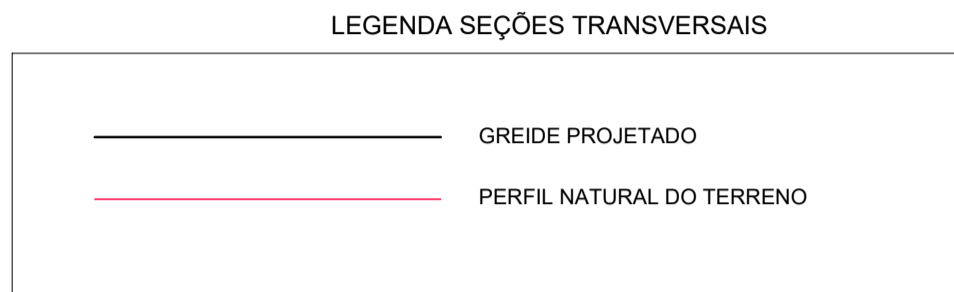 LEGENDA SEÇÕES TRANSVERSAIS
GREIDE PROJETADO
PERFIL NATURAL DO TERRENO